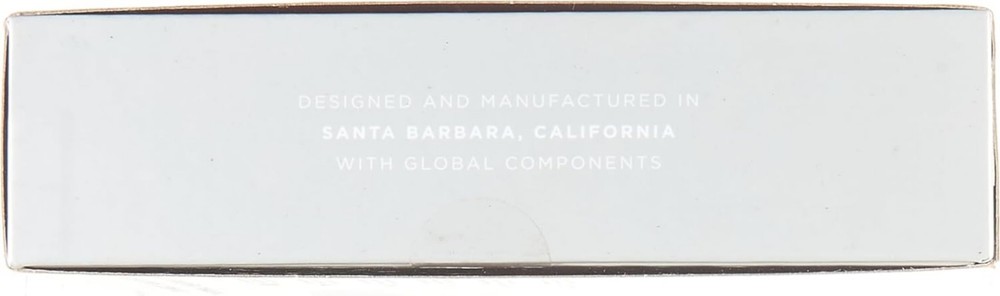 DESIGNED AND MANUFACTURED IN
SANTA BARBARA, CALIFORNIA
WITH GLOBAL COMPONENTS